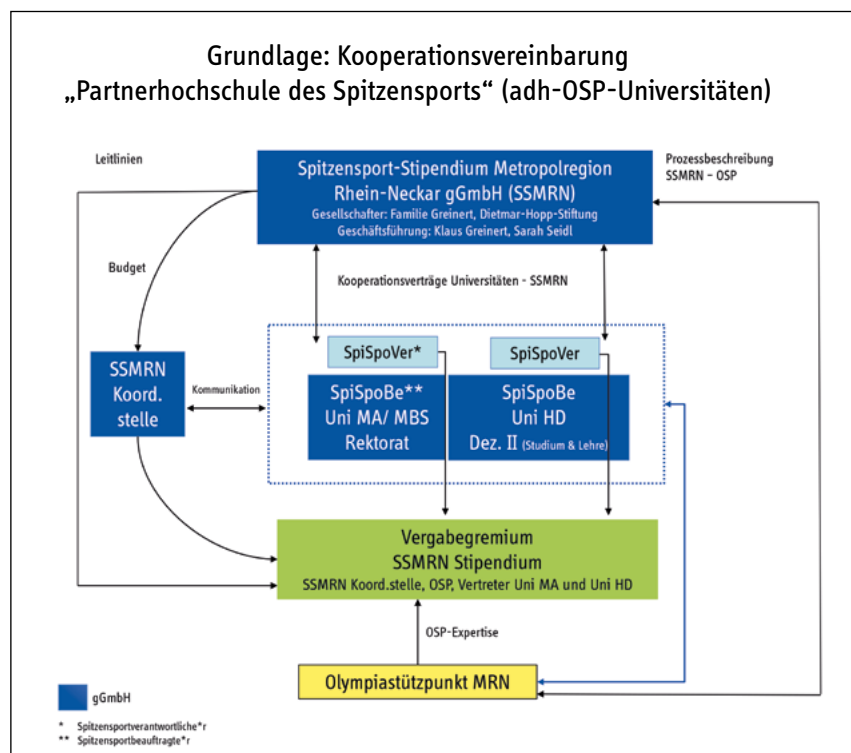 Grundlage: Kooperationsvereinbarung
„Partnerhochschule des Spitzensports“ (adh-OSP-Universitäten)
Leitlinien
Prozessbeschreibung
SSMRN – OSP
Spitzensport-Stipendium Metropolregion
Rhein-Neckar gGmbH (SSMRN)
Gesellschafter: Familie Greinert, Dietmar-Hopp-Stiftung
Geschäftsführung: Klaus Greinert, Sarah Seidl
Budget
Kooperationsverträge Universitäten - SSMRN
SSMRN
Koord.
stelle
Kommunikation
SpiSpoVer*
SpiSpoBe**
Uni MA/ MBS
Rektorat
SpiSpoVer
SpiSpoBe
Uni HD
Dez. II (Studium & Lehre)
Vergabegremium
SSMRN Stipendium
SSMRN Koord.stelle, OSP, Vertreter Uni MA und Uni HD
OSP-Expertise
Olympiastützpunkt MRN
gGmbH
* Spitzensportverantwortliche*r
** Spitzensportbeauftragte*r